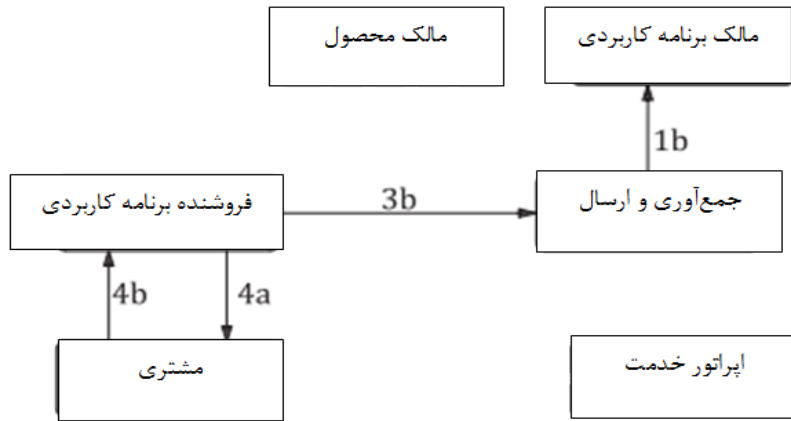 مالک برنامه کاربردی
مالک محصول
1b
جمع‌آوری و ارسال
3b
فروشنده برنامه کاربردی
4a
4b
اپراتور خدمت
مشتری